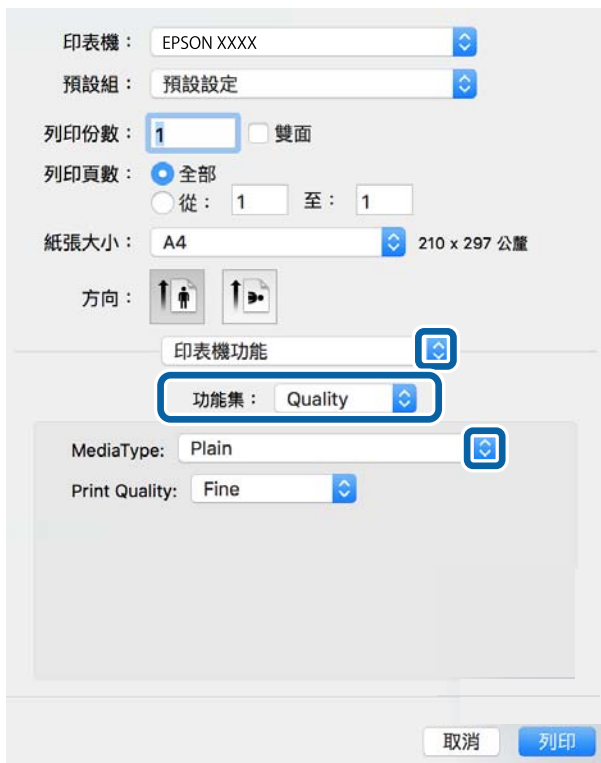 印表機： EPSON XXXX
預設組： 預設設定
列印份數： 1 雙面
列印頁數： 全部
從： 1 至： 1
紙張大小： A4 210 x 297 公釐
方向：
印表機功能
功能集： Quality
MediaType: Plain
Print Quality: Fine
取消 列印